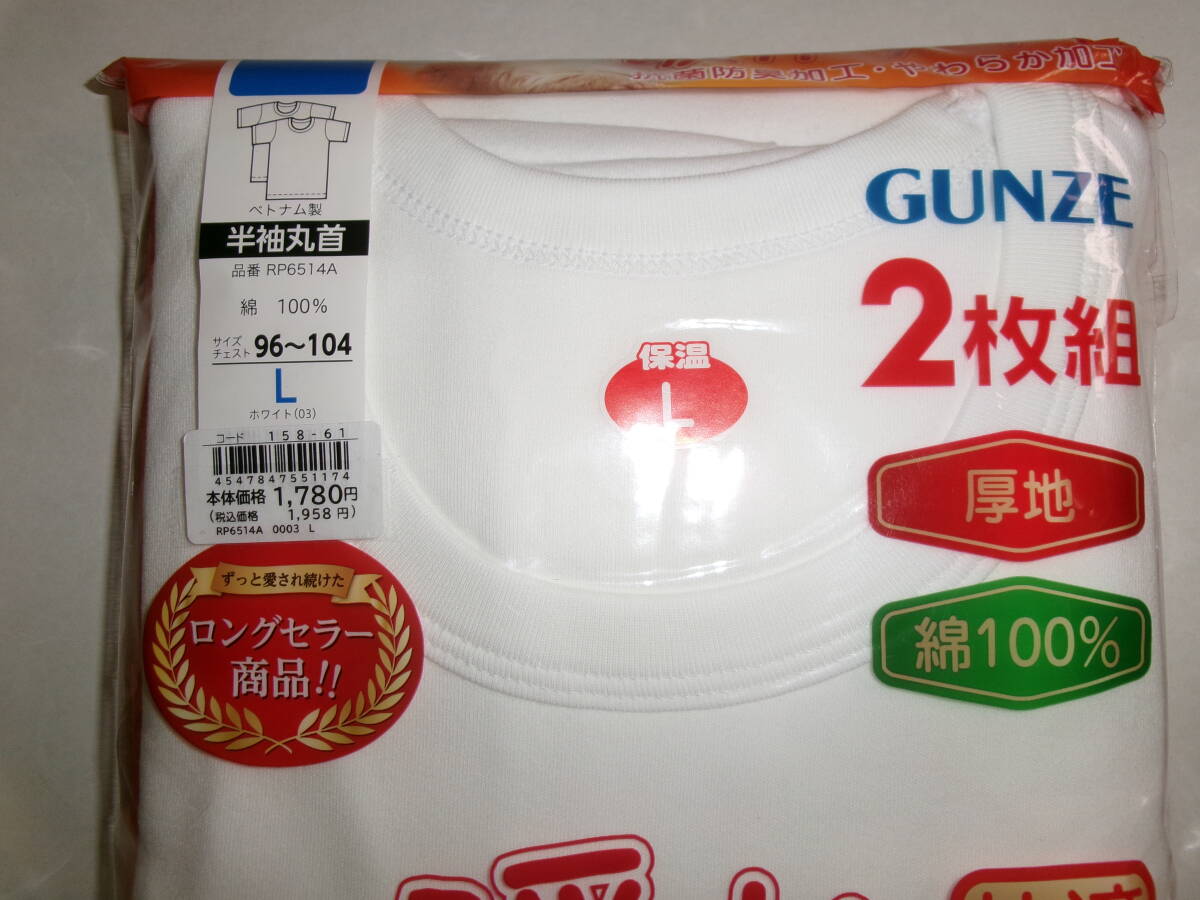 抗菌防臭加工・やわらか加工
ベトナム製
半袖丸首
品番 RP6514A
綿 100%
サイズ
チェスト 96～104
L
ホワイト(03)
コード 158-61
4547847551174
本体価格 1,780円
(税込価格 1,958円)
RP6514A 0003 L
ずっと愛され続けた
ロングセラー
商品!!
保温
L
GUNZE
2枚組
厚地
綿100%